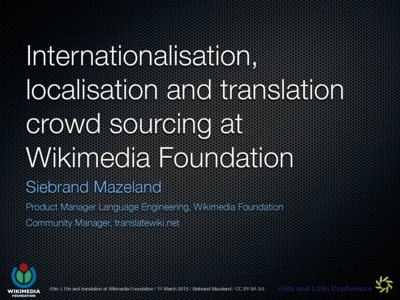 Internationalisation,
localisation and translation
crowd sourcing at
Wikimedia Foundation
Siebrand Mazeland
Product Manager Language Engineering, Wikimedia Foundation
Community Manager, translatewiki.net
WIKIMEDIA
FOUNDATION
i18n, L10n and translation at Wikimedia Foundation / 14 March 2013 / Siebrand Mazeland / CC BY-SA 3.0
i18n and L10n Conference